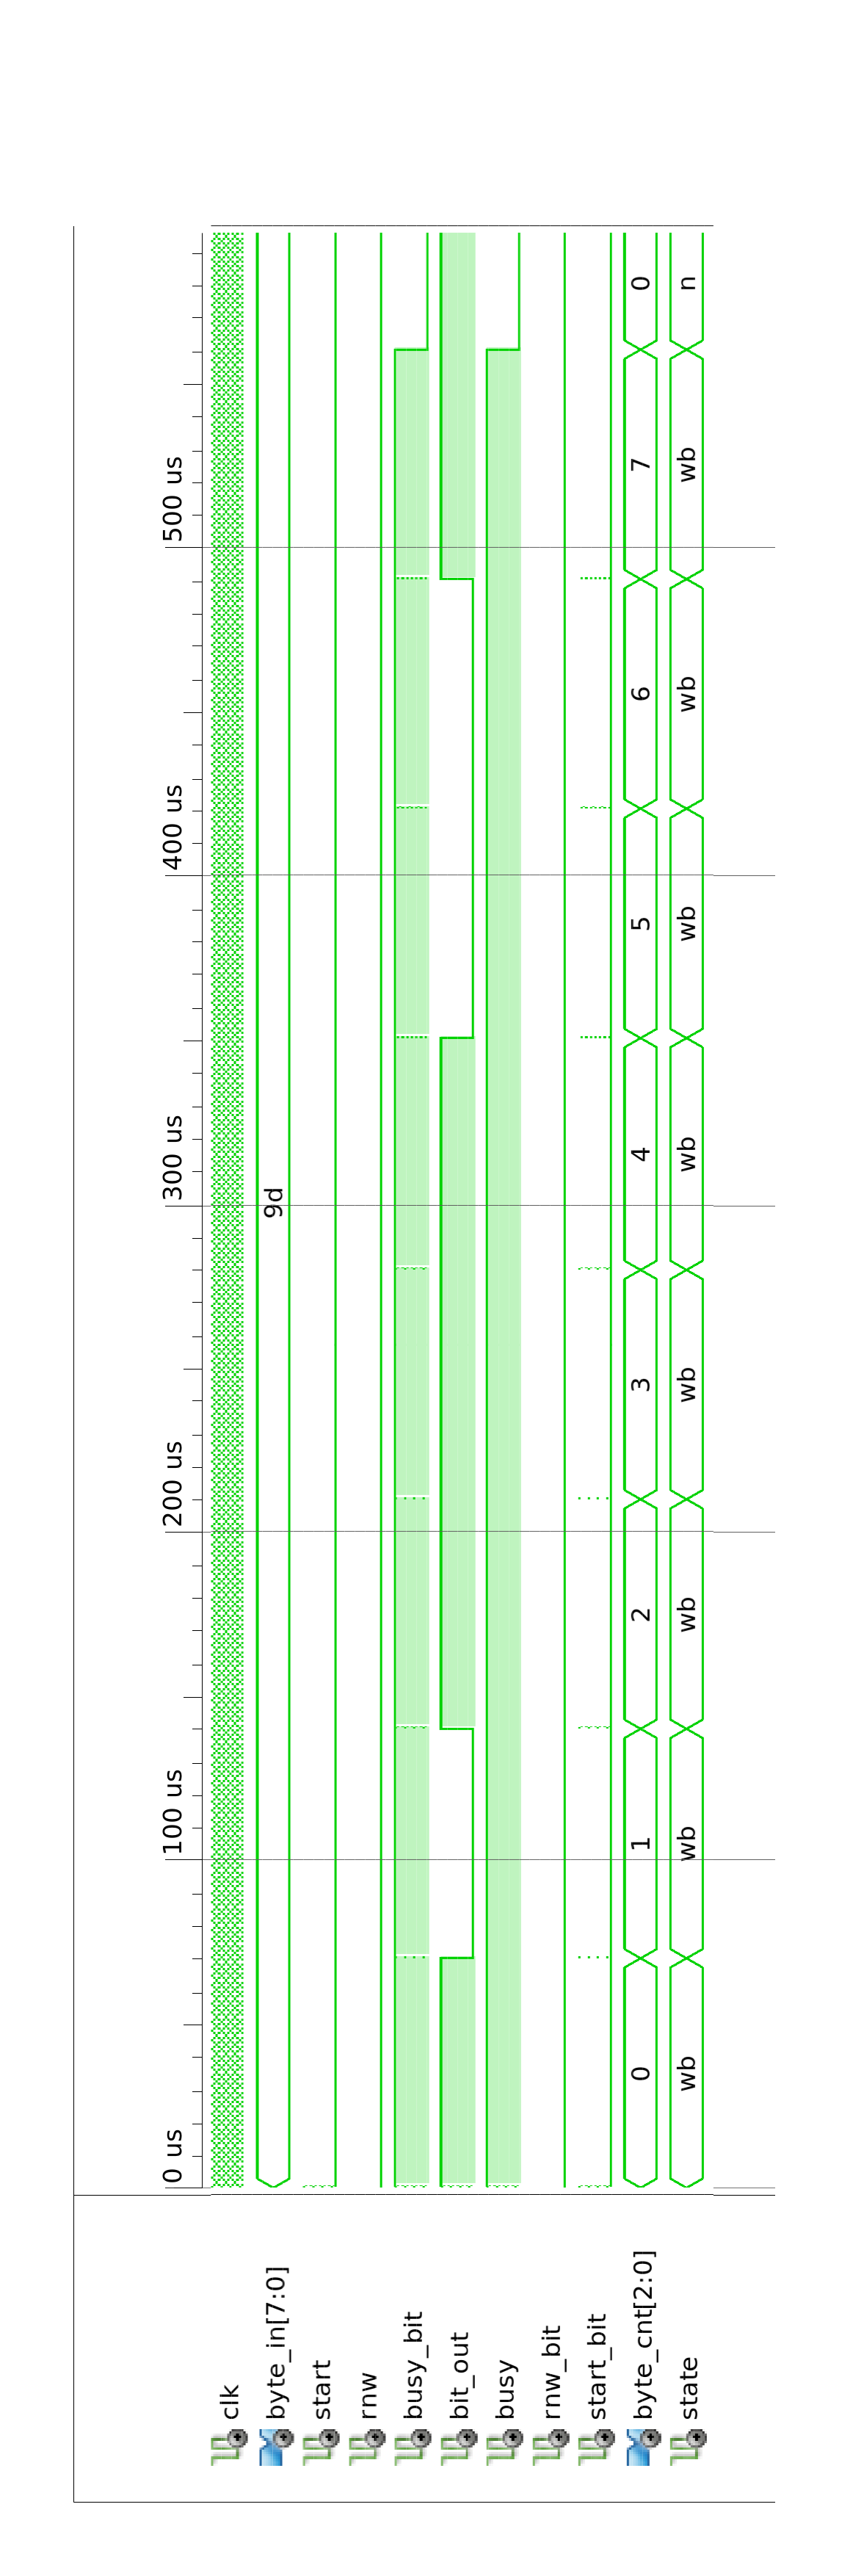 0 us 100 us 200 us 300 us 400 us 500 us
clk
byte_in[7:0] 9d
start
rnw
busy_bit
bit_out
busy
rnw_bit
start_bit
byte_cnt[2:0] 0 1 2 3 4 5 6 7 0
state wb wb wb wb wb wb wb wb n